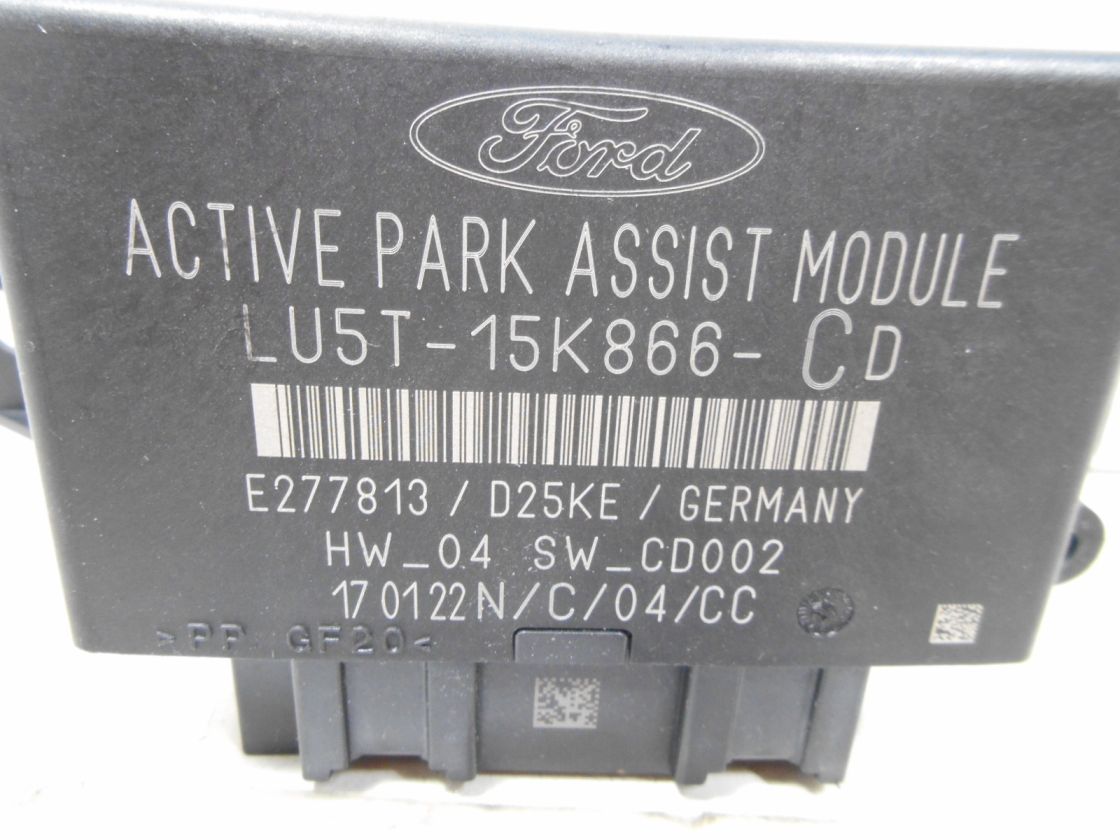 Ford
ACTIVE PARK ASSIST MODULE
LU5T-15K866-CD
E277813 / D25KE / GERMANY
HW_04 SW_CD002
170122N/C/04/CC
>PP GF20<